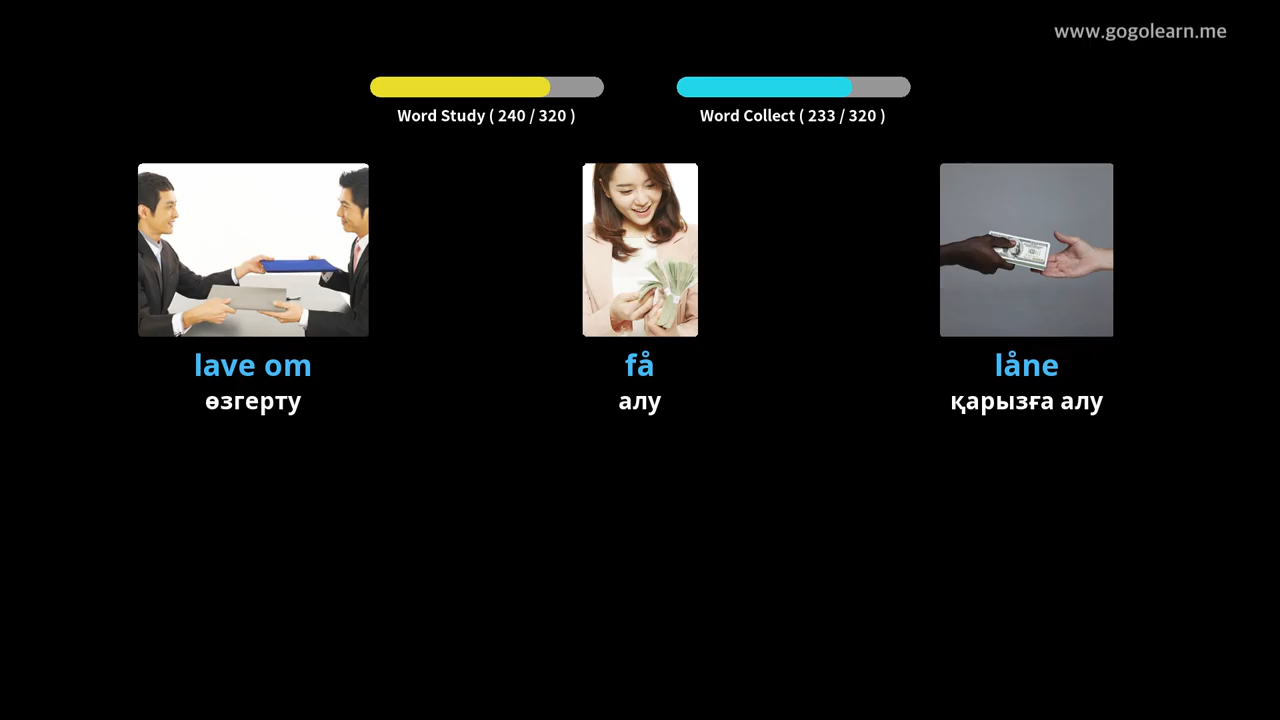 www.gogolearn.me
Word Study ( 240 / 320 )
Word Collect ( 233 / 320 )
lave om
өзгерту
få
алу
låne
қарызға алу